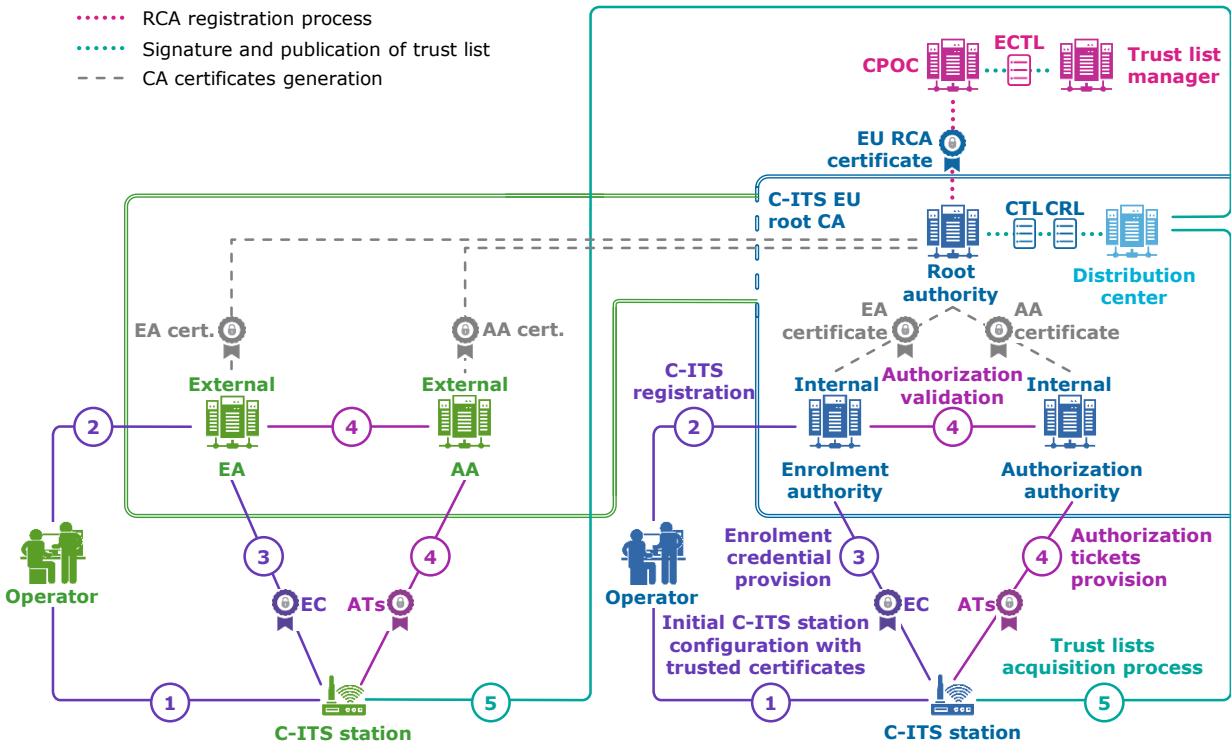 RCA registration process
Signature and publication of trust list
CA certificates generation
CPOC
ECTL
Trust list
manager
EU RCA
certificate
C-ITS EU
root CA
CTL
CRL
Root
authority
Distribution
center
EA cert.
AA cert.
EA
certificate
AA
certificate
External
External
C-ITS
registration
Internal
Authorization
validation
Internal
2
4
2
4
EA
AA
Enrolment
authority
Authorization
authority
3
4
Enrolment
credential
provision
3
4
Authorization
tickets
provision
Operator
EC
ATs
Operator
EC
ATs
Initial C-ITS station
configuration with
trusted certificates
Trust lists
acquisition process
1
5
1
5
C-ITS station
C-ITS station